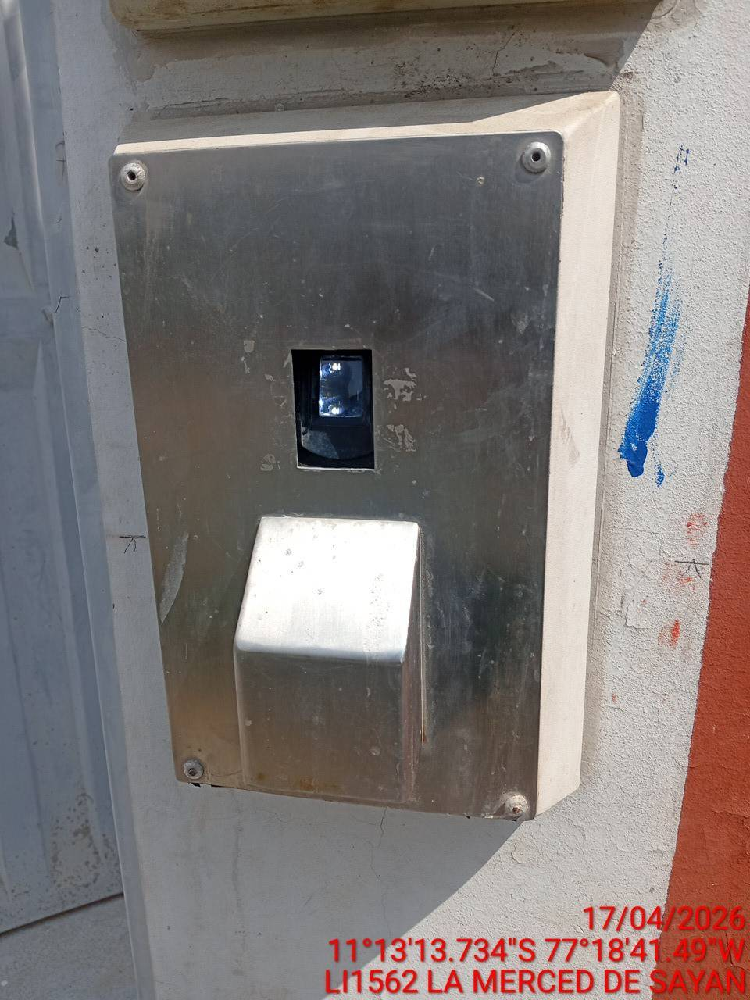 17/04/2026
11°13'13.734"S 77°18'41.49"W
LI1562 LA MERCED DE SAYAN